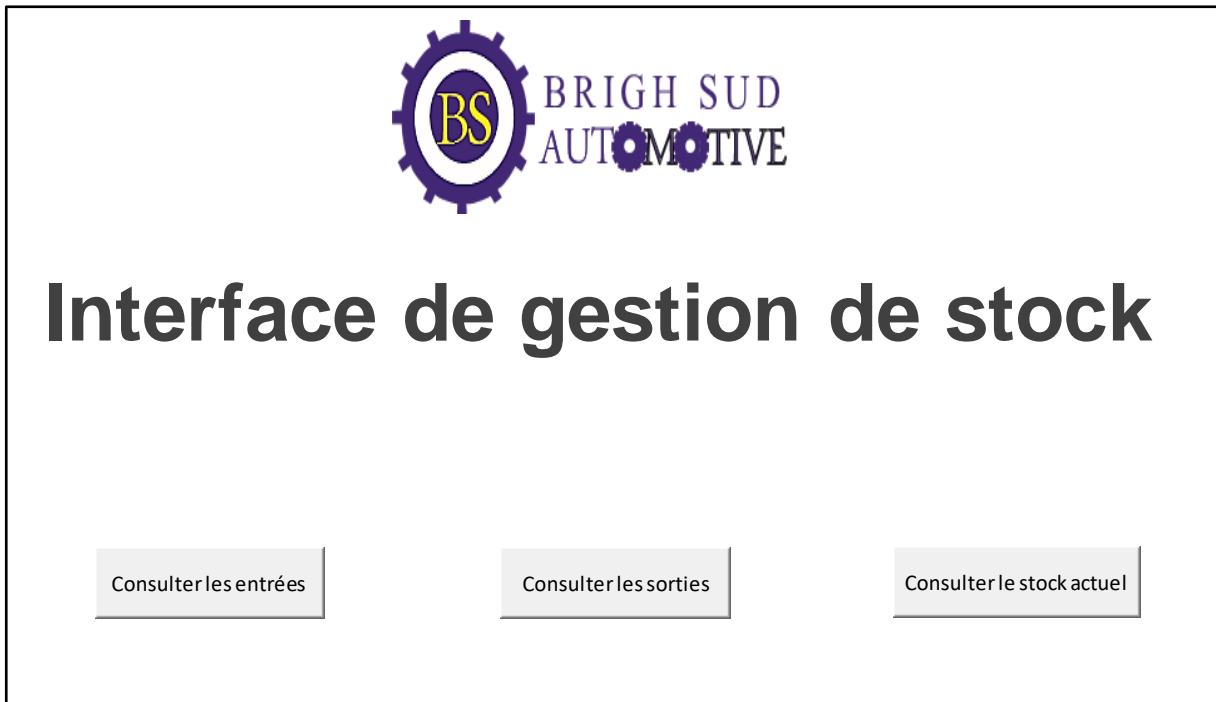 BS
BRIGH SUD
AUTOMOTIVE
Interface de gestion de stock
Consulter les entrées
Consulter les sorties
Consulter le stock actuel